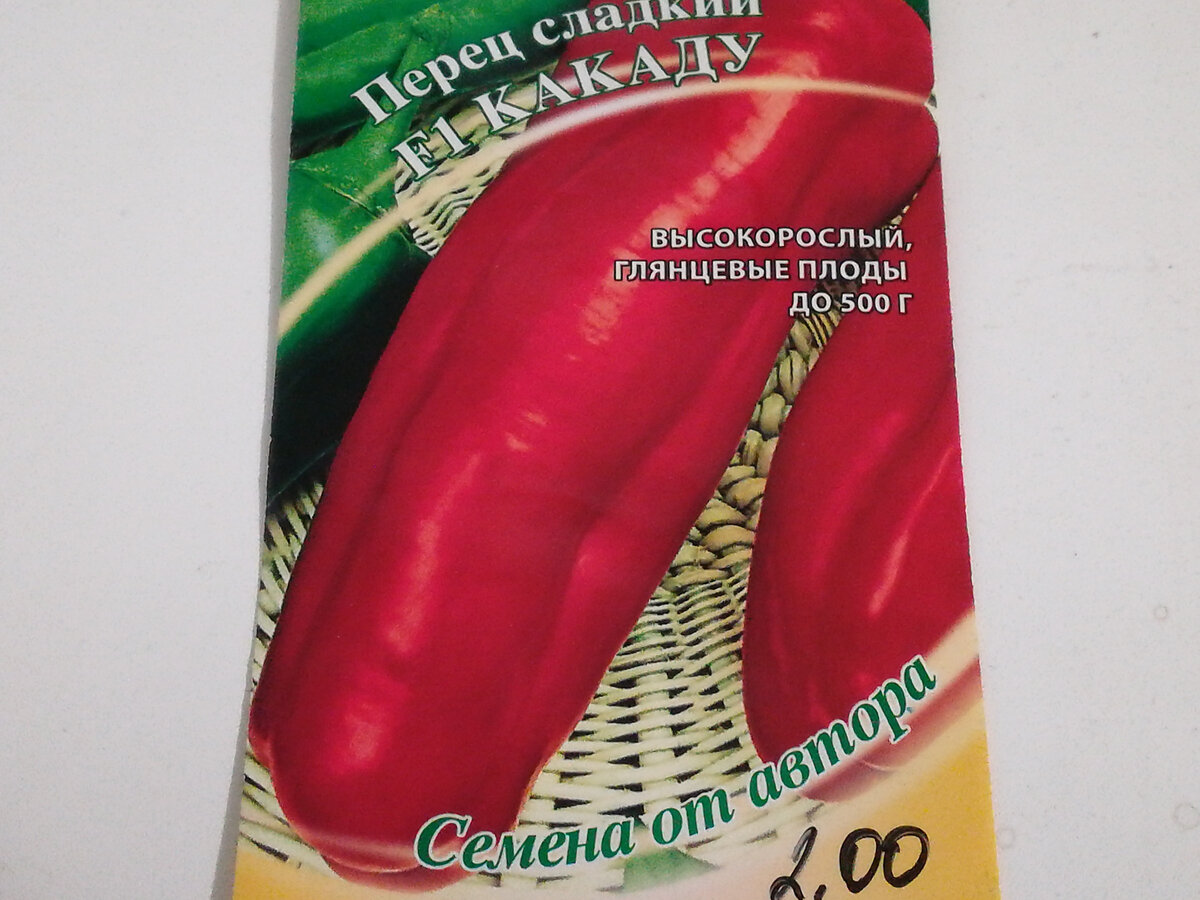 Перец сладкий
F1 КАКАДУ
ВЫСОКОРОСЛЫЙ,
ГЛЯНЦЕВЫЕ ПЛОДЫ
ДО 500 Г
Семена от автора
2,00